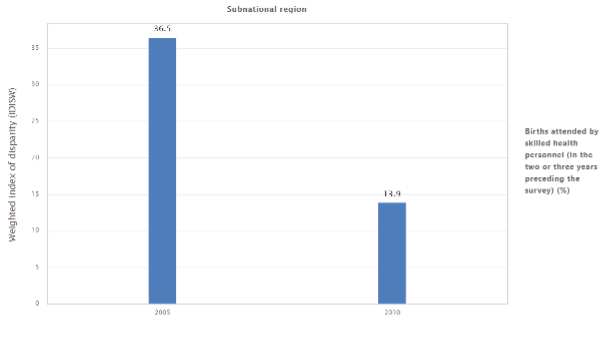 Subnational region
36.5
35
30
25
20
15
10
5
0
13.9
Weighted Index of disparity (IDISW)
2005
2010
Births attended by
skilled health
personnel (in the
two or three years
preceding the
survey) (%)